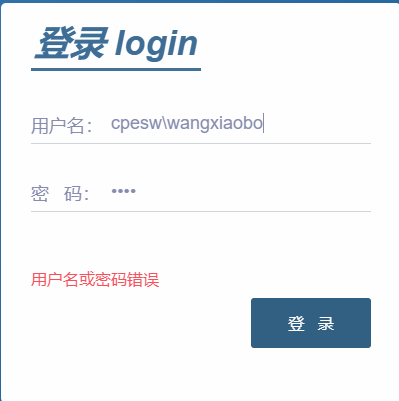 登录 login
用户名： cpesw\wangxiaobo
密 码： ••••
用户名或密码错误
登 录